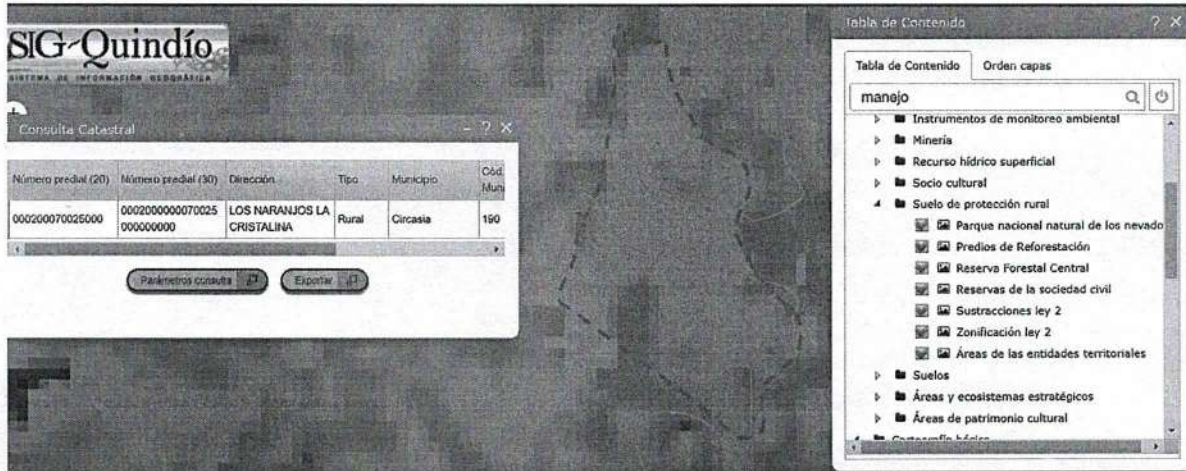 SIG-Quindío
SISTEMA DE INFORMACIÓN GEOGRÁFICA
Consulta Catastral
- ? ×
Número predial (20) Número predial (30) Dirección Tipo Municipio Cód. Muni
000200070025000 0002000000070025 LOS NARANJOS LA Rural Circasia 190
000000000 CRISTALINA
Parámetros consulta Exportar
Tabla de Contenido ? ×
Tabla de Contenido Orden capas
manejo
Instrumentos de monitoreo ambiental
Minería
Recurso hídrico superficial
Socio cultural
Suelo de protección rural
Parque nacional natural de los nevado
Predios de Reforestación
Reserva Forestal Central
Reservas de la sociedad civil
Sustracciones ley 2
Zonificación ley 2
Áreas de las entidades territoriales
Suelos
Áreas y ecosistemas estratégicos
Áreas de patrimonio cultural
Cartografía básica